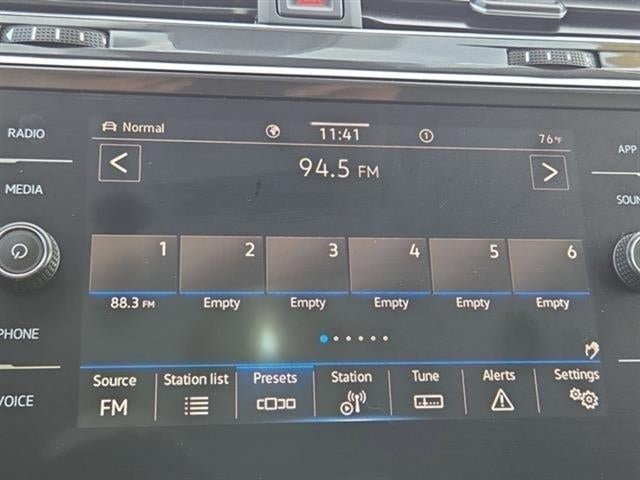 RADIO
MEDIA
PHONE
VOICE
APP
SOUN
Normal
11:41
76°F
<
94.5 FM
>
1 2 3 4 5 6
88.3 FM Empty Empty Empty Empty Empty
Source Station list Presets Station Tune Alerts Settings
FM